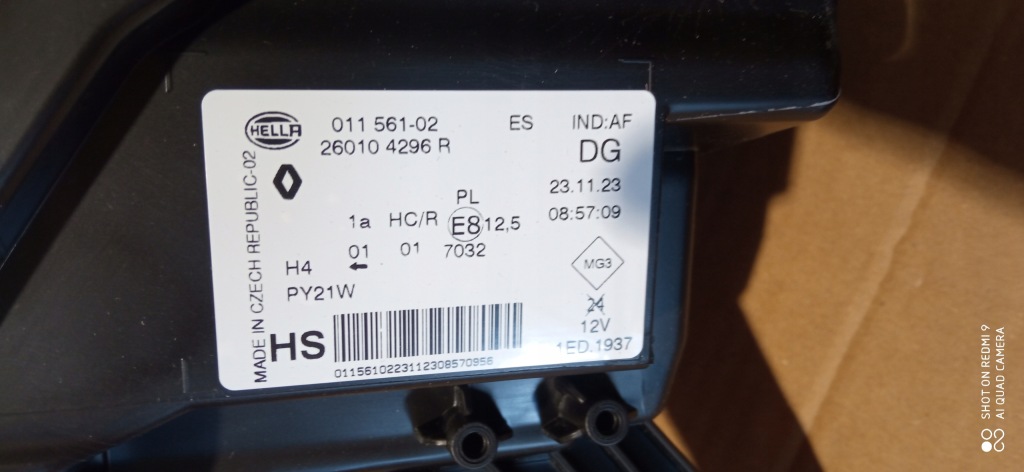 HELLA
011 561-02 ES IND:AF
26010 4296 R DG
23.11.23
08:57:09
PL
1a HC/R E8 12,5
01 01 7032
H4 ←
PY21W
MG3
24
12V
1ED.1937
HS
0115610223112308570956
MADE IN CZECH REPUBLIC-02
SHOT ON REDMI 9
AI QUAD CAMERA